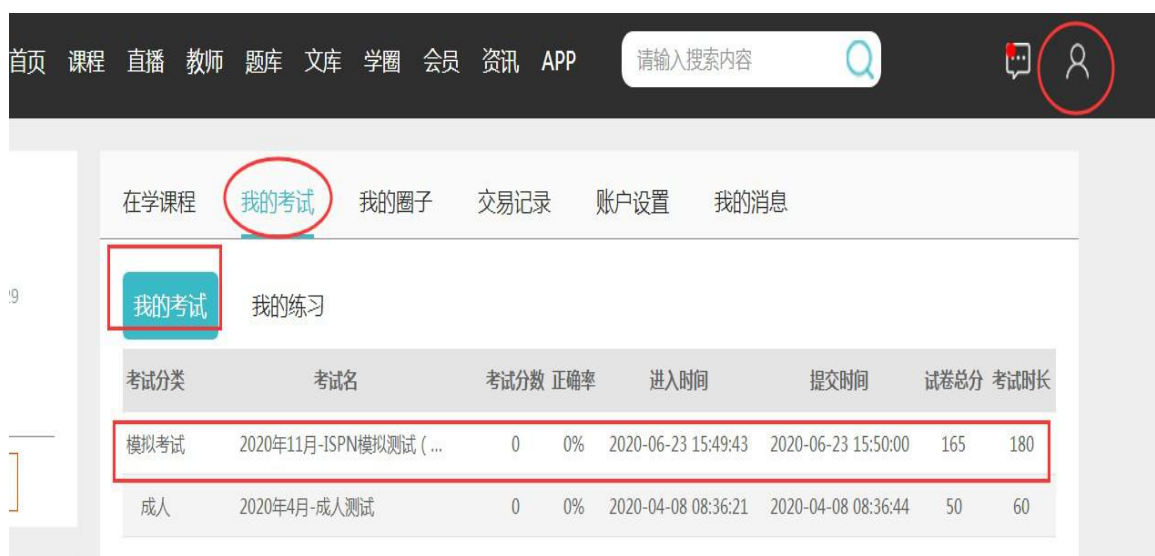 首页 课程 直播 教师 题库 文库 学圈 会员 资讯 APP 请输入搜索内容
在学课程 我的考试 我的圈子 交易记录 账户设置 我的消息
我的考试 我的练习
考试分类 考试名 考试分数 正确率 进入时间 提交时间 试卷总分 考试时长
模拟考试 2020年11月-ISPN模拟测试 ( ... 0 0% 2020-06-23 15:49:43 2020-06-23 15:50:00 165 180
成人 2020年4月-成人测试 0 0% 2020-04-08 08:36:21 2020-04-08 08:36:44 50 60